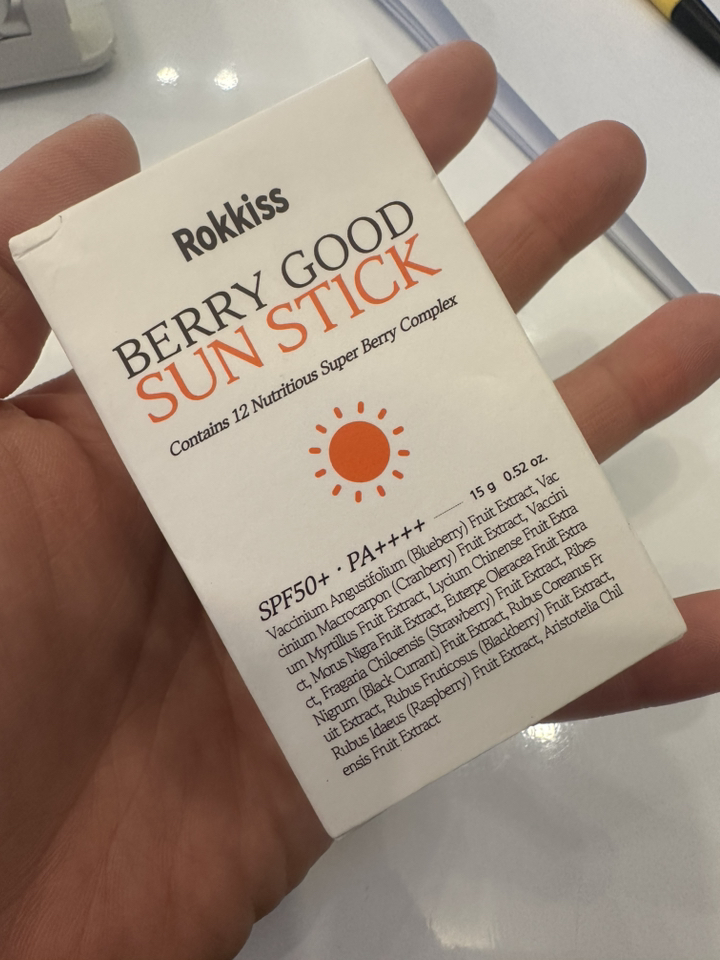 Rokkiss
BERRY GOOD
SUN STICK
Contains 12 Nutritious Super Berry Complex
SPF50+ · PA++++ 15 g 0.52 oz.
Vaccinium Angustifolium (Blueberry) Fruit Extract, Vac
cinium Macrocarpon (Cranberry) Fruit Extract, Vaccini
um Myrtillus Fruit Extract, Lycium Chinense Fruit Extra
ct, Morus Nigra Fruit Extract, Euterpe Oleracea Fruit Extra
ct, Fragaria Chiloensis (Strawberry) Fruit Extract, Ribes
Nigrum (Black Currant) Fruit Extract, Rubus Coreanus Fr
uit Extract, Rubus Fruticosus (Blackberry) Fruit Extract,
Rubus Idaeus (Raspberry) Fruit Extract, Aristotelia Chil
ensis Fruit Extract